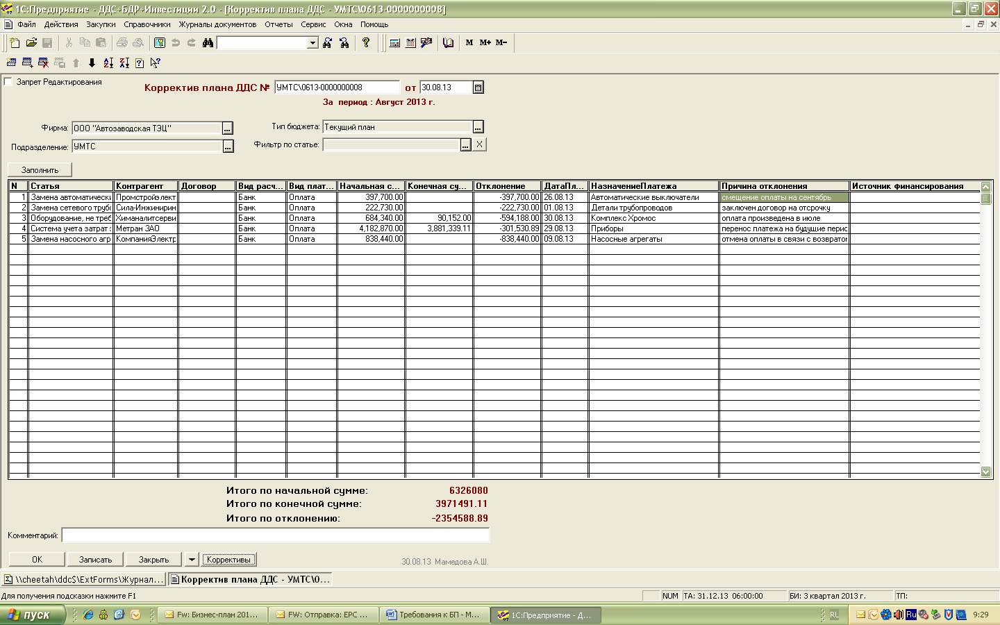 1С:Предприятие - ДДС+БДР+Инвестиции 2.0 - [Корректив плана ДДС - УМТС\0613-0000000008]
Файл Действия Закупки Справочники Журналы документов Отчеты Сервис Окна Помощь
M M+ M−
Запрет Редактирования
Корректив плана ДДС № УМТС\0613-0000000008 от 30.08.13
За период : Август 2013 г.
Фирма: ООО "Автозаводская ТЭЦ" ... Тип бюджета: Текущий план ...
Подразделение: УМТС ... Фильтр по статье: ... X
Заполнить
N Статья Контрагент Договор Вид расч... Вид плат... Начальная с... Конечная су... Отклонение ДатаПл... НазначениеПлатежа Причина отклонения Источник финансирования
1 Замена автоматически Промстройэлект Банк Оплата 397,700.00 -397,700.00 26.08.13 Автоматические выключатели смещение оплаты на сентябрь
2 Замена сетевого трубо Сила-Инжинирин Банк Оплата 222,730.00 -222,730.00 01.08.13 Детали трубопроводов заключен договор на отсрочку
3 Оборудование, не треб Химаналитсерви Банк Оплата 684,340.00 90,152.00 -594,188.00 30.08.13 Комплекс Хромос оплата произведена в июле
4 Система учета затрат Метран ЗАО Банк Оплата 4,182,870.00 3,881,339.11 -301,530.89 29.08.13 Приборы перенос платежа на будущие перио
5 Замена насосного агр КомпанияЭлектр Банк Оплата 838,440.00 -838,440.00 09.08.13 Насосные агрегаты отмена оплаты в связи с возврато
Итого по начальной сумме: 6326080
Итого по конечной сумме: 3971491.11
Итого по отклонению: -2354588.89
Комментарий:
ОК Записать Закрыть Коррективы 30.08.13 Мамедова А.Ш.
\\cheetah\ddc$\ExtForms\Журнал... Корректив плана ДДС - УМТС\0...
Для получения подсказки нажмите F1 NUM TA: 31.12.13 06:00:00 БИ: 3 квартал 2013 г. ТП:
пуск Fw: Бизнес-план 201... FW: Отправка: ЕРС ... Требования к БП - M... 1С:Предприятие - Д... RL Ru 9:29